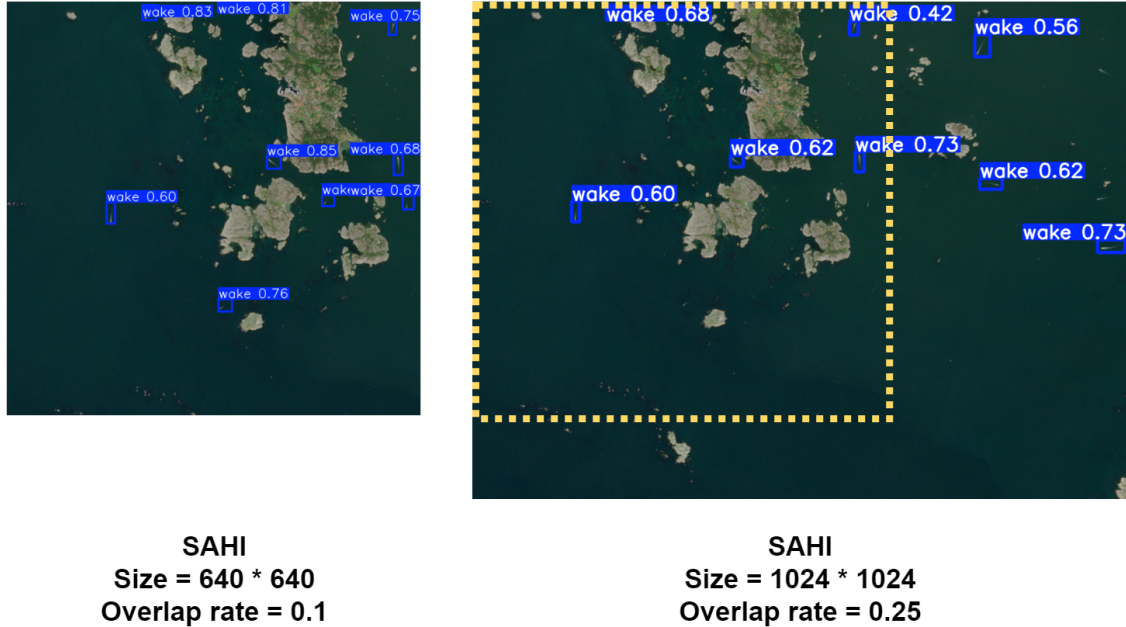 wake 0.83
wake 0.81
wake 0.75
wake 0.85
wake 0.68
wake 0.60
wake 0.67
wake 0.76
wake 0.68
wake 0.42
wake 0.56
wake 0.62
wake 0.73
wake 0.62
wake 0.60
wake 0.73
SAHI
Size = 640 * 640
Overlap rate = 0.1
SAHI
Size = 1024 * 1024
Overlap rate = 0.25